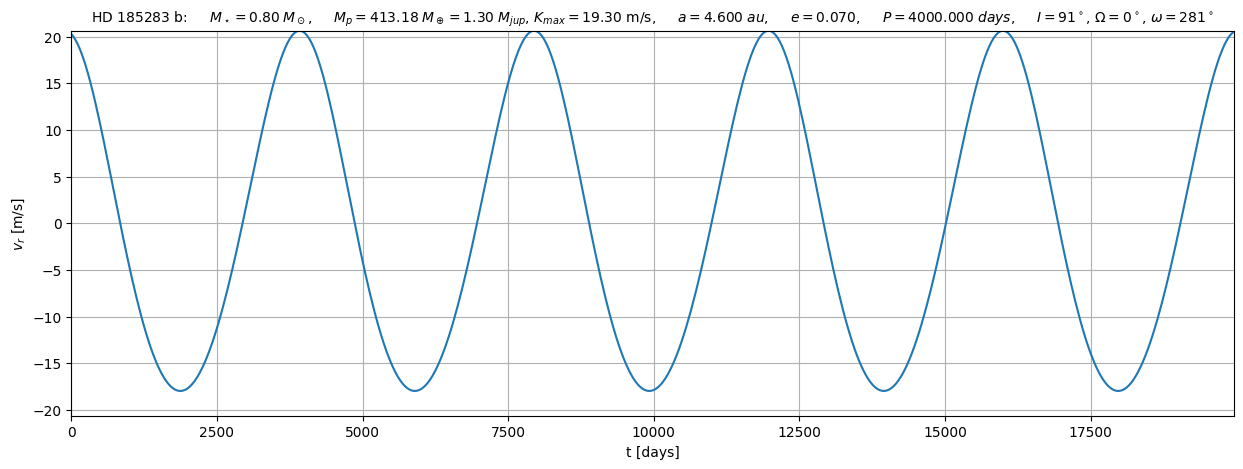 HD 185283 b: M⋆ = 0.80 M⊙, Mp = 413.18 M⊕ = 1.30 Mjup, Kmax = 19.30 m/s, a = 4.600 au, e = 0.070, P = 4000.000 days, I = 91°, Ω = 0°, ω = 281°
20
15
10
5
0
−5
−10
−15
−20
vr [m/s]
0 2500 5000 7500 10000 12500 15000 17500
t [days]